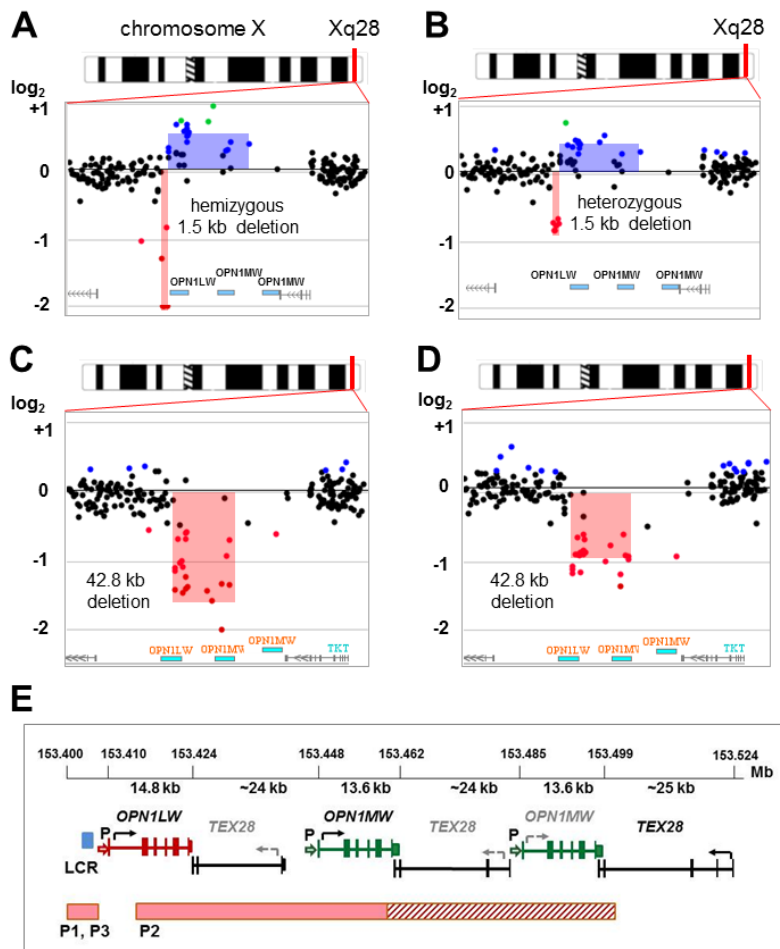 A
chromosome X
Xq28
log2
+1
0
-1
-2
hemizygous
1.5 kb deletion
OPN1LW
OPN1MW
OPN1MW
B
Xq28
log2
+1
0
-1
-2
heterozygous
1.5 kb deletion
OPN1LW
OPN1MW
OPN1MW
C
log2
+1
0
-1
-2
42.8 kb
deletion
OPN1LW
OPN1MW
OPN1MW
TKT
D
log2
+1
0
-1
-2
42.8 kb
deletion
OPN1LW
OPN1MW
OPN1MW
TKT
E
153.400 153.410 153.424 153.448 153.462 153.485 153.499 153.524
Mb
14.8 kb ~24 kb 13.6 kb ~24 kb 13.6 kb ~25 kb
OPN1LW TEX28 OPN1MW TEX28 OPN1MW TEX28
P P P
LCR
P1, P3 P2